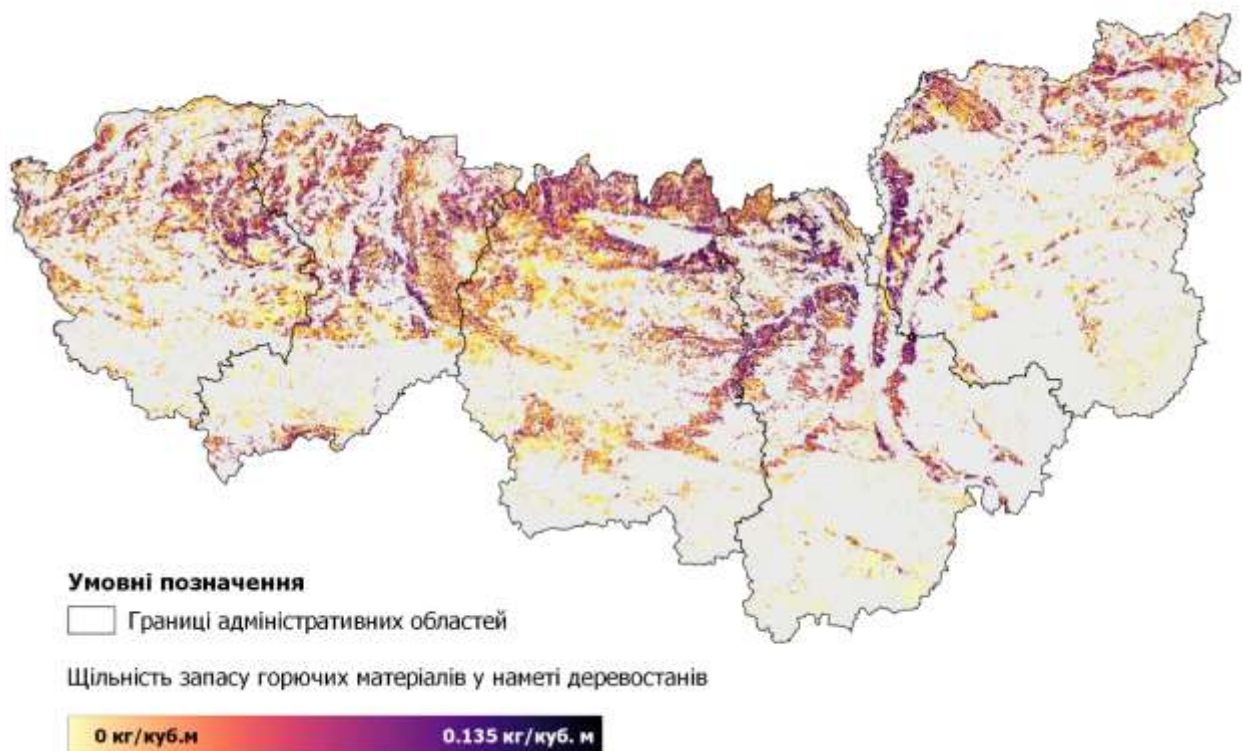 Умовні позначення
Границі адміністративних областей
Щільність запасу горючих матеріалів у наметі деревостанів
0 кг/куб.м 0.135 кг/куб. м